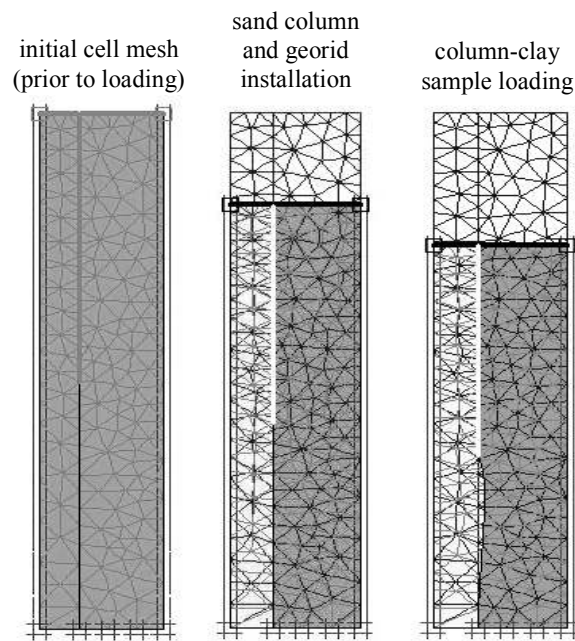 initial cell mesh
(prior to loading)
sand column
and georid
installation
column-clay
sample loading